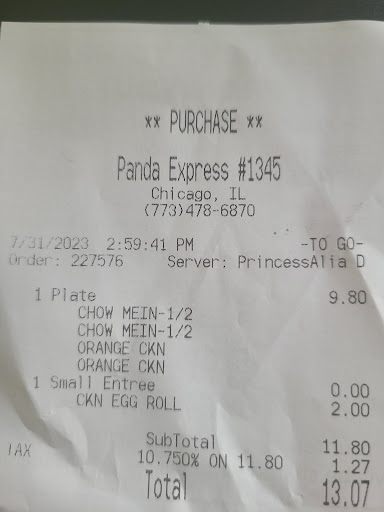 ** PURCHASE **
Panda Express #1345
Chicago, IL
(773)478-6870
7/31/2023 2:59:41 PM -TO GO-
Order: 227576 Server: PrincessAlia D
1 Plate 9.80
CHOW MEIN-1/2
CHOW MEIN-1/2
ORANGE CKN
ORANGE CKN
1 Small Entree 0.00
CKN EGG ROLL 2.00
SubTotal 11.80
TAX 10.750% ON 11.80 1.27
Total 13.07